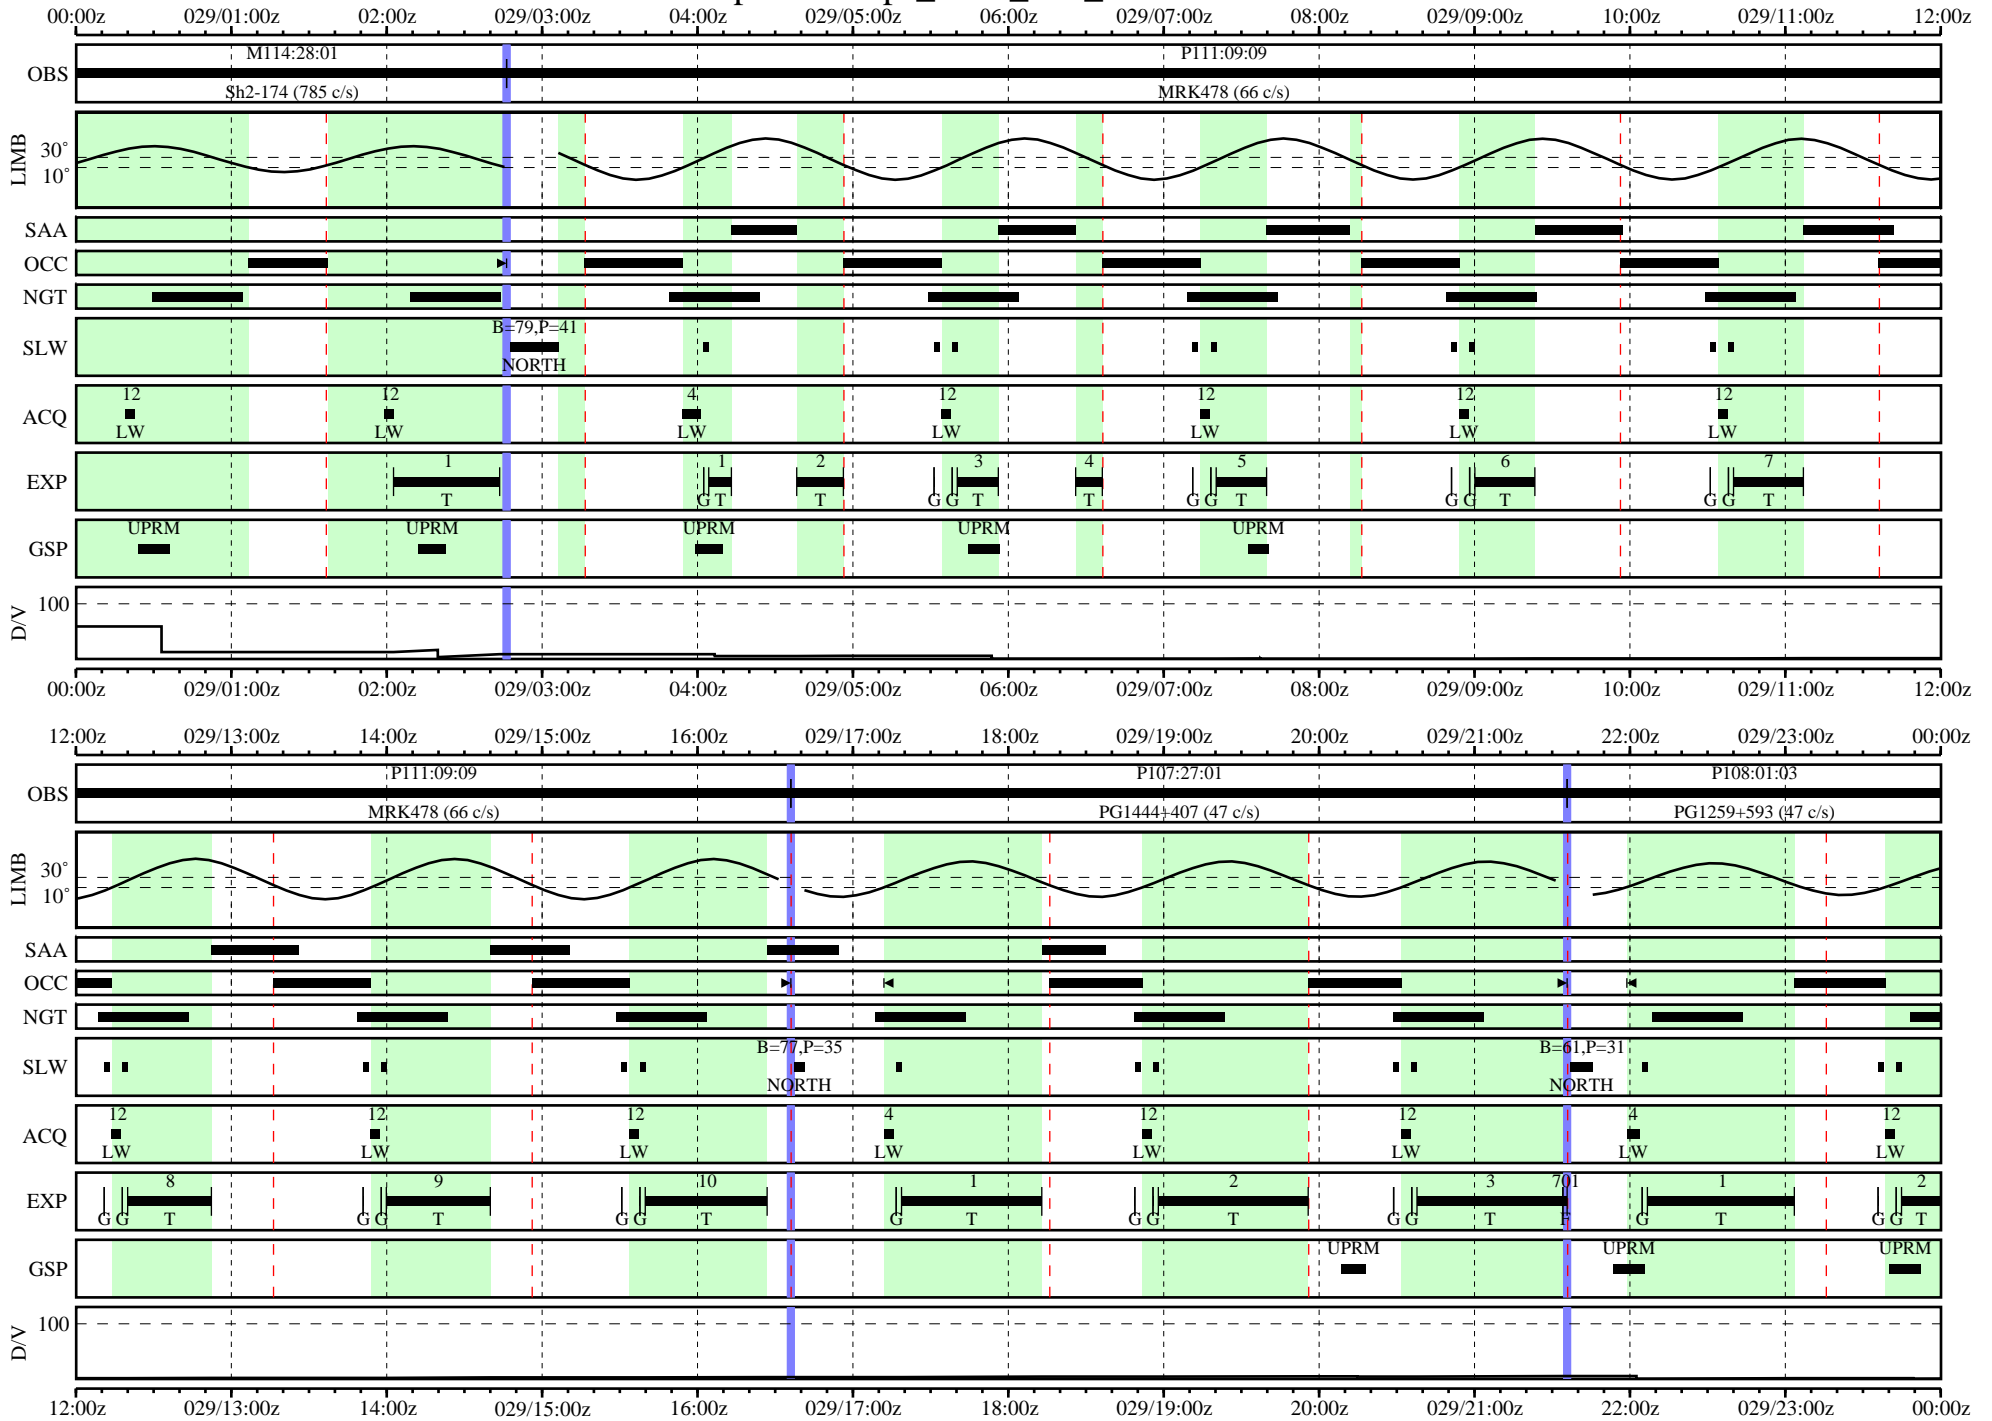 00:00z 029/01:00z 02:00z 029/03:00z 04:00z 029/05:00z 06:00z 029/07:00z 08:00z 029/09:00z 10:00z 029/11:00z 12:00z
M114:28:01 P111:09:09
OBS
Sh2-174 (785 c/s) MRK478 (66 c/s)
LIMB
30°
10°
SAA
OCC
NGT
B=79,P=41
SLW
NORTH
12 12 4 12 12 12 12
ACQ
LW LW LW LW LW LW LW
1 1 2 3 4 5 6 7
EXP
T G T T G G T T G G T G G T G G T
UPRM UPRM UPRM UPRM UPRM
GSP
100
D/V
00:00z 029/01:00z 02:00z 029/03:00z 04:00z 029/05:00z 06:00z 029/07:00z 08:00z 029/09:00z 10:00z 029/11:00z 12:00z
12:00z 029/13:00z 14:00z 029/15:00z 16:00z 029/17:00z 18:00z 029/19:00z 20:00z 029/21:00z 22:00z 029/23:00z 00:00z
P111:09:09 P107:27:01 P108:01:03
OBS
MRK478 (66 c/s) PG1444+407 (47 c/s) PG1259+593 (47 c/s)
LIMB
30°
10°
SAA
OCC
NGT
B=77,P=35 B=61,P=31
SLW
NORTH NORTH
12 12 12 4 12 12 4 12
ACQ
LW LW LW LW LW LW LW LW
8 9 10 1 2 3 701 1 2
EXP
G G T G G T G G T G T G G T G G T F G T G G T
UPRM UPRM UPRM
GSP
100
D/V
12:00z 029/13:00z 14:00z 029/15:00z 16:00z 029/17:00z 18:00z 029/19:00z 20:00z 029/21:00z 22:00z 029/23:00z 00:00z